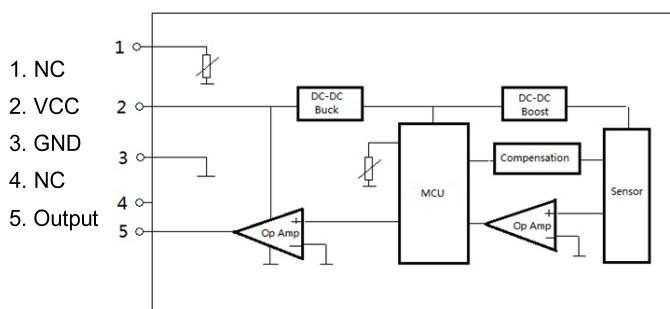 1. NC
2. VCC
3. GND
4. NC
5. Output
1
2
3
4
5
DC-DC
Buck
DC-DC
Boost
MCU
Compensation
Sensor
+
Op Amp
−
+
Op Amp
−